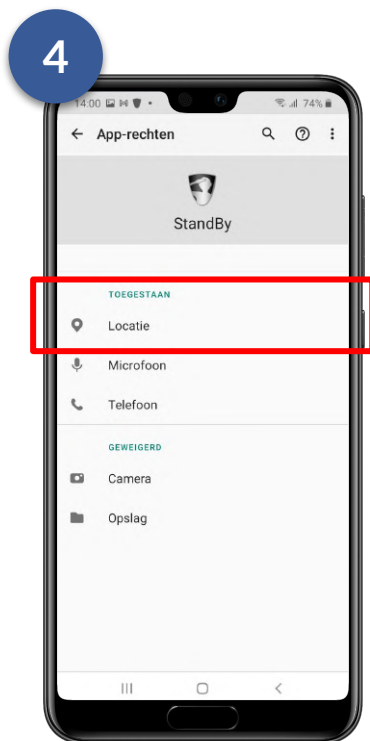 4
14:00 74%
App-rechten
StandBy
TOEGESTAAN
Locatie
Microfoon
Telefoon
GEWEIGERD
Camera
Opslag